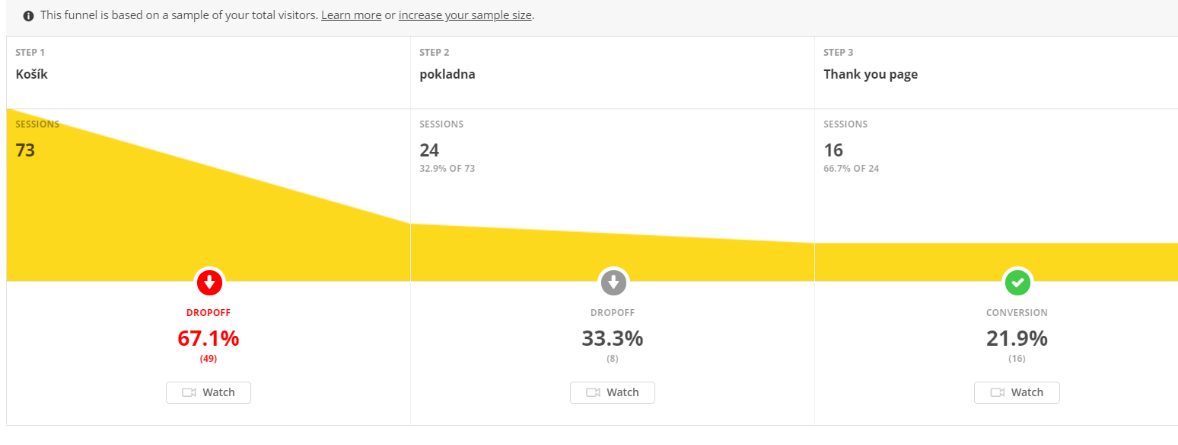 This funnel is based on a sample of your total visitors. Learn more or increase your sample size.
STEP 1
Košík
STEP 2
pokladna
STEP 3
Thank you page
SESSIONS
73
SESSIONS
24
32.9% OF 73
SESSIONS
16
66.7% OF 24
DROPOFF
67.1%
(49)
Watch
DROPOFF
33.3%
(8)
Watch
CONVERSION
21.9%
(16)
Watch